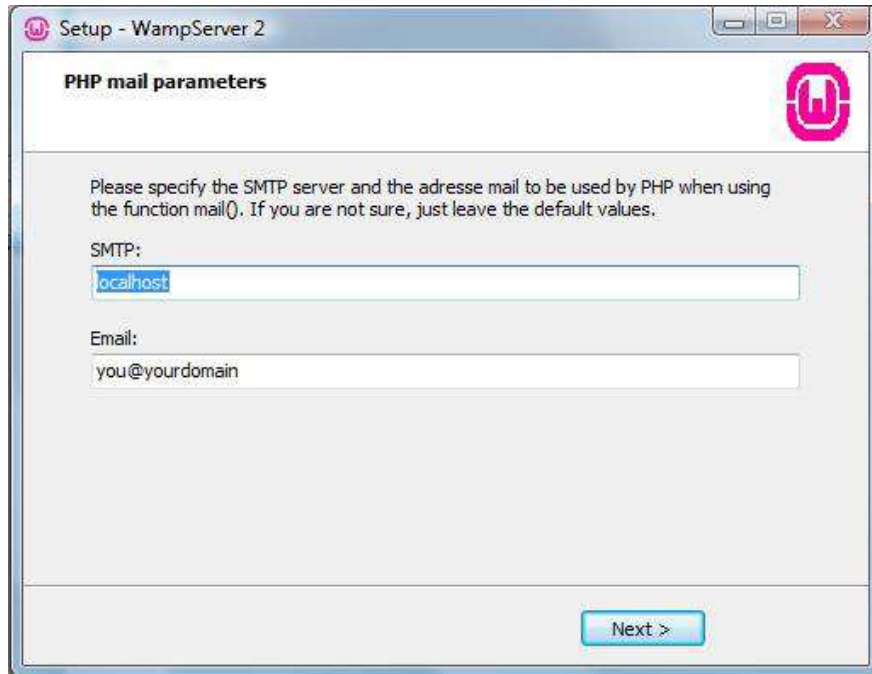 Setup - WampServer 2
PHP mail parameters
Please specify the SMTP server and the adresse mail to be used by PHP when using
the function mail(). If you are not sure, just leave the default values.
SMTP:
localhost
Email:
you@yourdomain
Next >